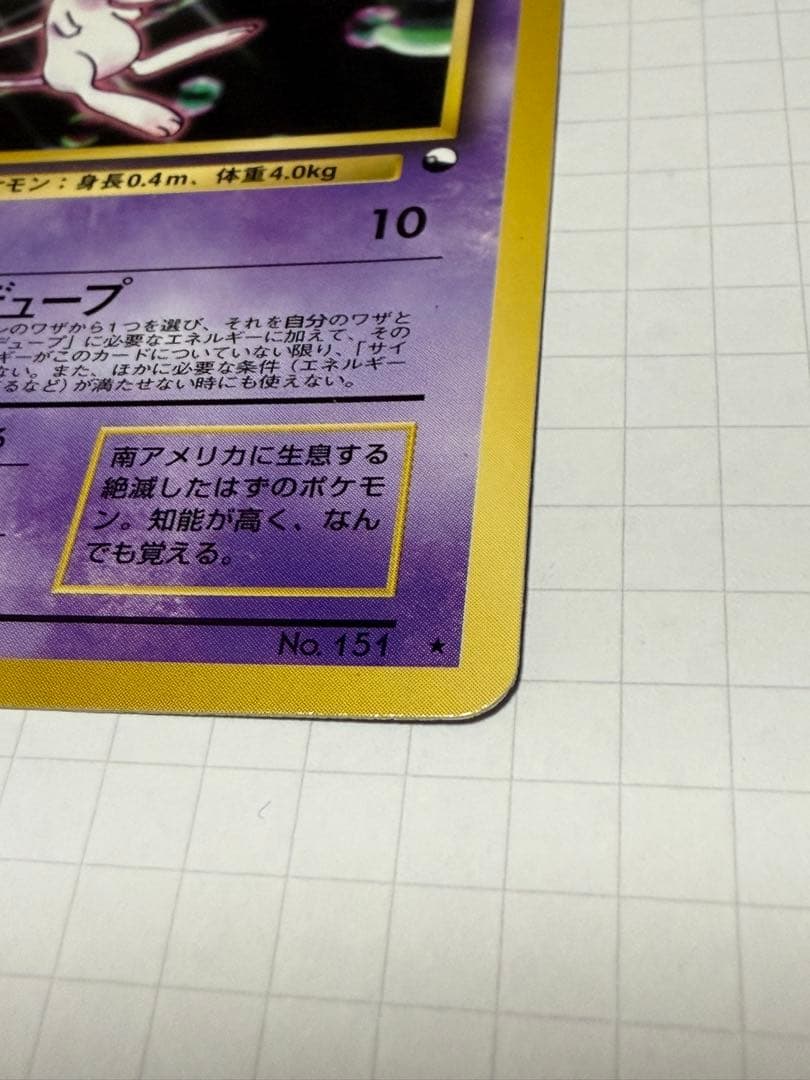 モン：身長0.4m、体重4.0kg
10
デュープ
のワザから1つを選び、それを自分のワザと
デュープ」に必要なエネルギーに加えて、その
ギーがこのカードについていない限り、「サイ
ない。また、ほかに必要な条件（エネルギー
るなど）が満たせない時にも使えない。
南アメリカに生息する
絶滅したはずのポケモ
ン。知能が高く、なん
でも覚える。
No. 151 ★